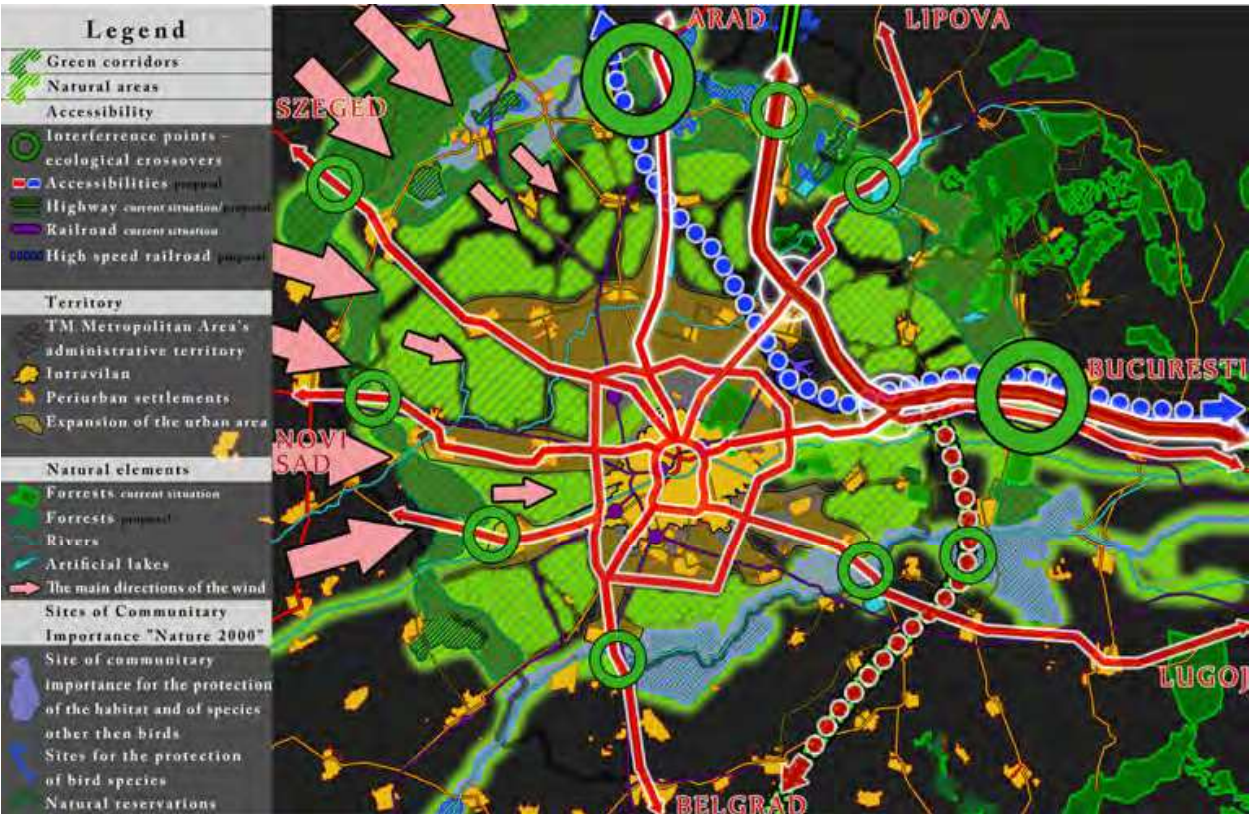 Legend
Green corridors
Natural areas
Accessibility
Interferrence points –
ecological crossovers
Accessibilities proposal
Highway current situation/proposal
Railroad current situation
High speed railroad proposal
Territory
TM Metropolitan Area's
administrative territory
Intravilan
Periurban settlements
Expansion of the urban area
Natural elements
Forrests current situation
Forrests proposal
Rivers
Artificial lakes
The main directions of the wind
Sites of Communitary
Importance "Nature 2000"
Site of communitary
importance for the protection
of the habitat and of species
other then birds
Sites for the protection
of bird species
Natural reservations
ARAD
LIPOVA
SZEGED
BUCURESTI
NOVI
SAD
LUGOJ
BELGRAD